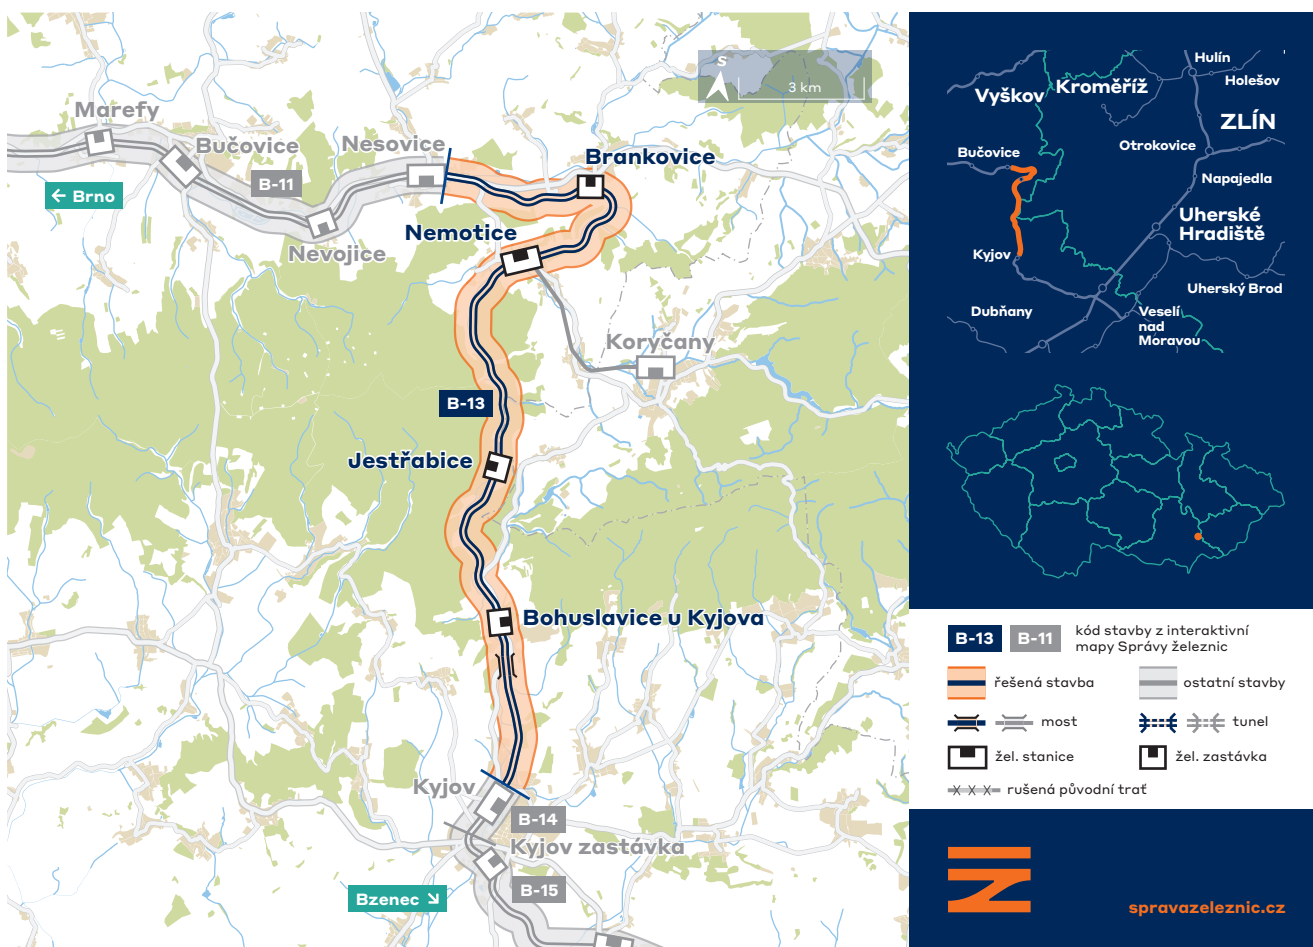 S
3 km
Marefy
Bučovice
Nesovice
Brankovice
B-11
← Brno
Nevojice
Nemotice
Koryčany
B-13
Jestřabice
Bohuslavice u Kyjova
Kyjov
B-14
Kyjov zastávka
B-15
Bzenec ↘
Hulín
Holešov
Kroměříž
Vyškov
ZLÍN
Otrokovice
Bučovice
Napajedla
Uherské
Hradiště
Kyjov
Uherský Brod
Dubňany
Veselí
nad
Moravou
B-13 B-11 kód stavby z interaktivní
mapy Správy železnic
řešená stavba
ostatní stavby
most
tunel
žel. stanice
žel. zastávka
rušená původní trať
spravazeleznic.cz